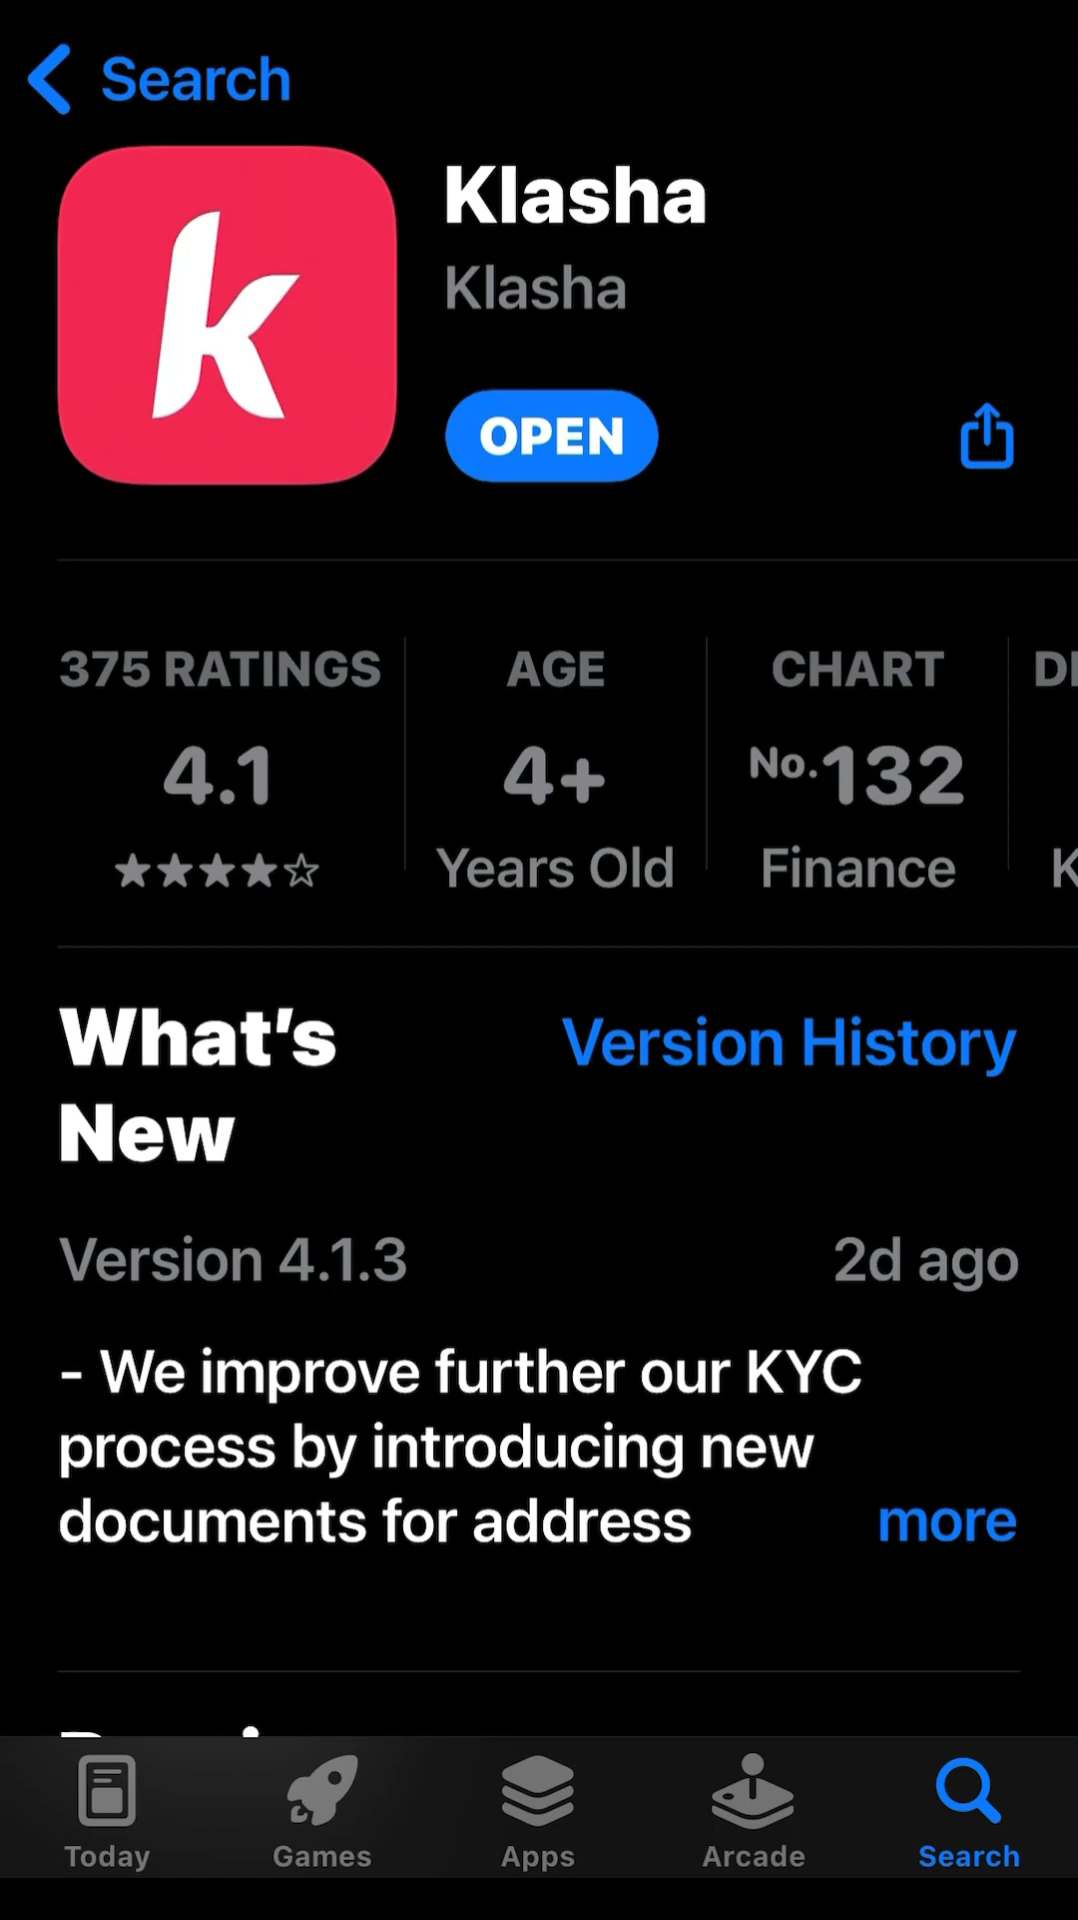 Search
k
Klasha
Klasha
OPEN
375 RATINGS
4.1
AGE
4+
Years Old
CHART
No.132
Finance
What's
New
Version History
Version 4.1.3
2d ago
- We improve further our KYC
process by introducing new
documents for address
more
Today
Games
Apps
Arcade
Search